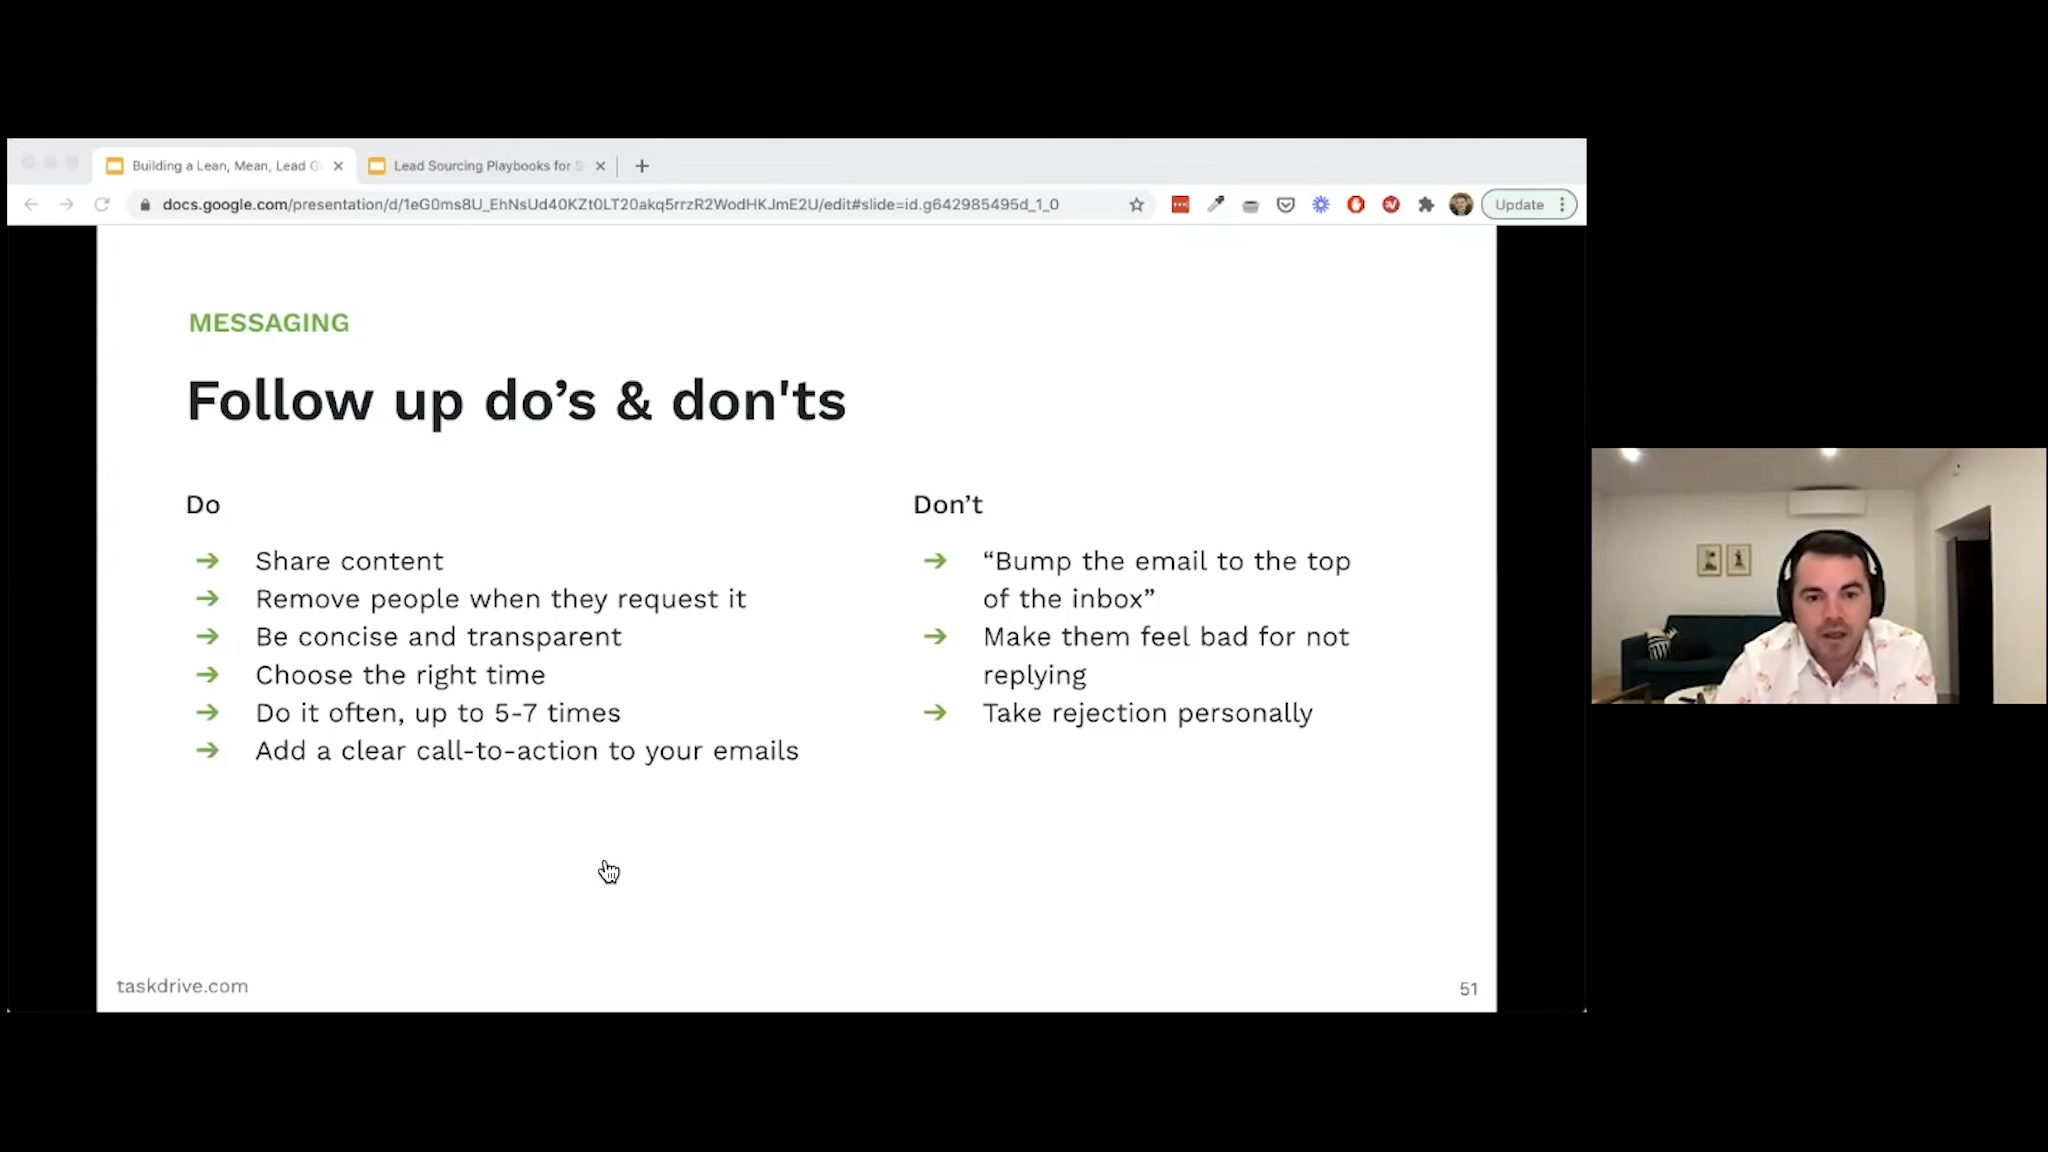 Building a Lean, Mean, Lead G
Lead Sourcing Playbooks for S
docs.google.com/presentation/d/1eG0ms8U_EhNsUd40KZt0LT20akq5rrzR2WodHKJmE2U/edit#slide=id.g642985495d_1_0
Update
MESSAGING
Follow up do’s & don'ts
Do
Share content
Remove people when they request it
Be concise and transparent
Choose the right time
Do it often, up to 5-7 times
Add a clear call-to-action to your emails
Don’t
“Bump the email to the top
of the inbox”
Make them feel bad for not
replying
Take rejection personally
taskdrive.com
51